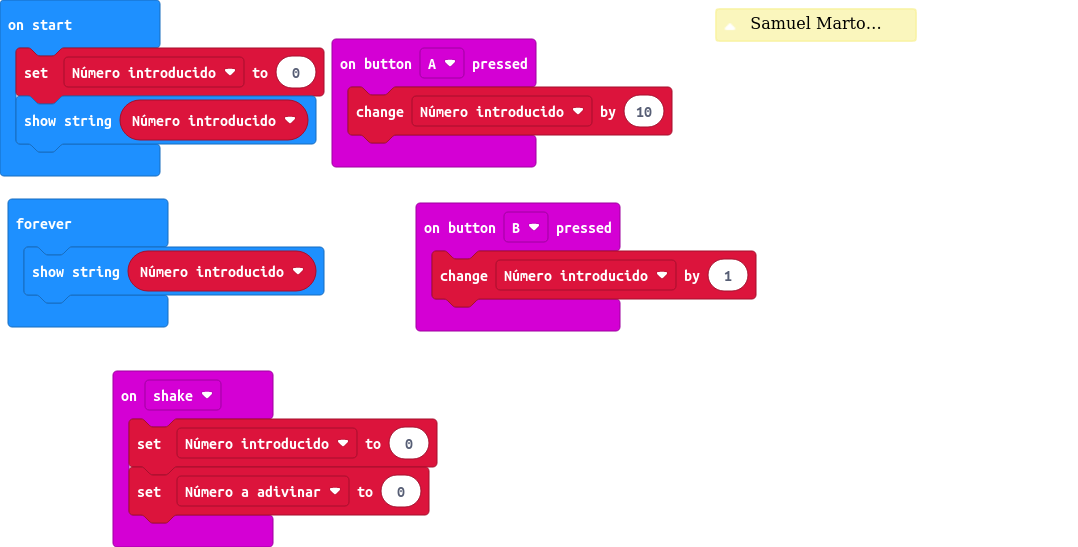 on start
set Número introducido to 0
show string Número introducido
on button A pressed
change Número introducido by 10
Samuel Marto...
forever
show string Número introducido
on button B pressed
change Número introducido by 1
on shake
set Número introducido to 0
set Número a adivinar to 0